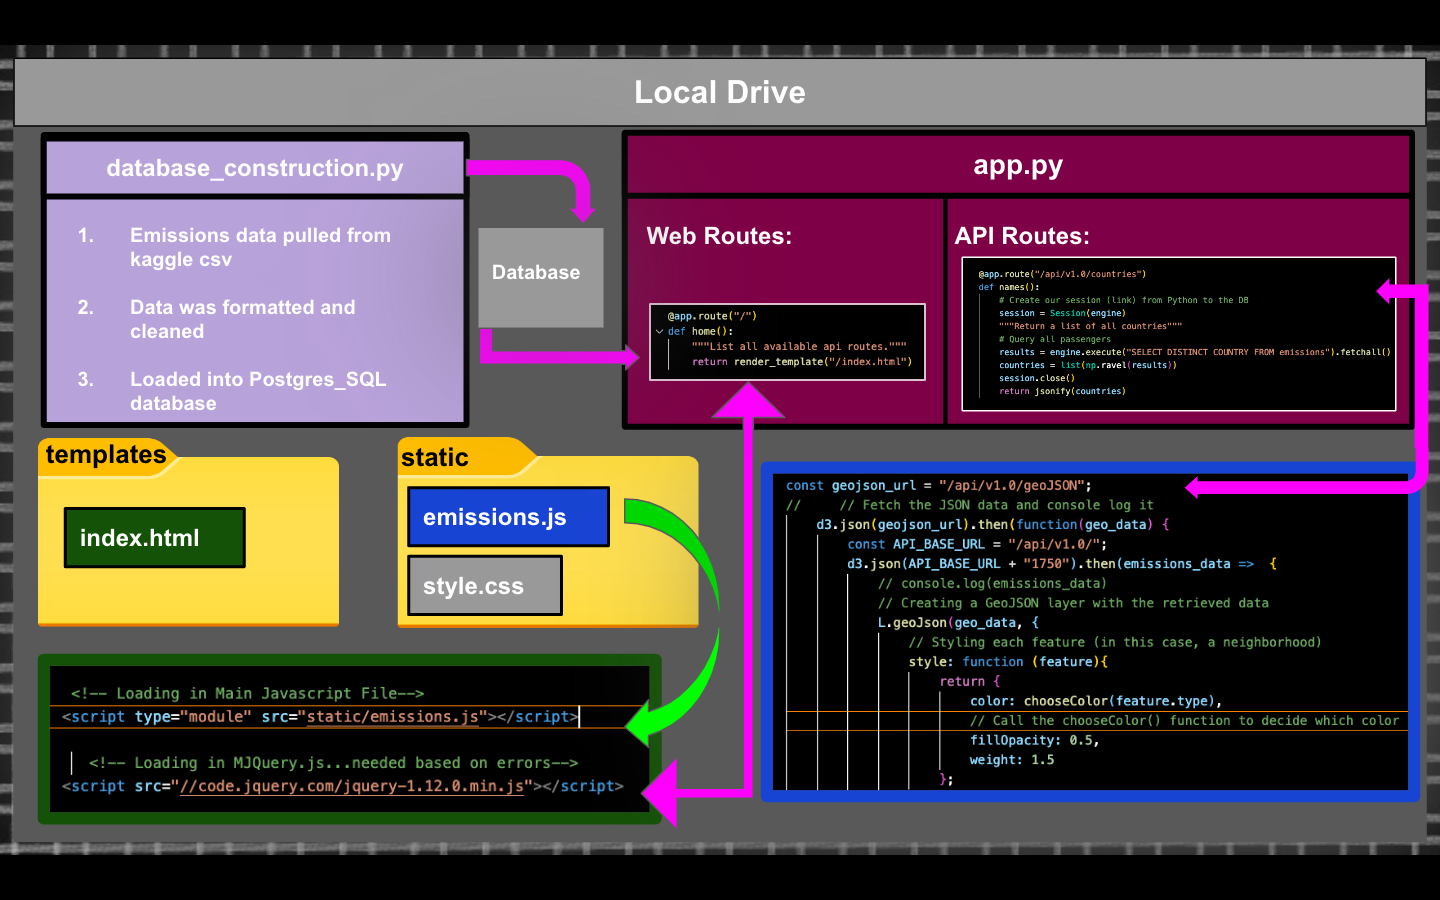 Local Drive
database_construction.py
1. Emissions data pulled from
kaggle csv
2. Data was formatted and
cleaned
3. Loaded into Postgres_SQL
database
Database
app.py
Web Routes:
@app.route("/")
def home():
"""List all available api routes."""
return render_template("/index.html")
API Routes:
@app.route("/api/v1.0/countries")
def names():
# Create our session (link) from Python to the DB
session = Session(engine)
"""Return a list of all countries"""
# Query all passengers
results = engine.execute("SELECT DISTINCT COUNTRY FROM emissions").fetchall()
countries = list(np.ravel(results))
session.close()
return jsonify(countries)
templates
index.html
static
emissions.js
style.css
<!-- Loading in Main Javascript File-->
<script type="module" src="static/emissions.js"></script>
<!-- Loading in MJQuery.js...needed based on errors-->
<script src="//code.jquery.com/jquery-1.12.0.min.js"></script>
const geojson_url = "/api/v1.0/geoJSON";
// // Fetch the JSON data and console log it
d3.json(geojson_url).then(function(geo_data) {
const API_BASE_URL = "/api/v1.0/";
d3.json(API_BASE_URL + "1750").then(emissions_data => {
// console.log(emissions_data)
// Creating a GeoJSON layer with the retrieved data
L.geoJson(geo_data, {
// Styling each feature (in this case, a neighborhood)
style: function (feature){
return {
color: chooseColor(feature.type),
// Call the chooseColor() function to decide which color
fillOpacity: 0.5,
weight: 1.5
};